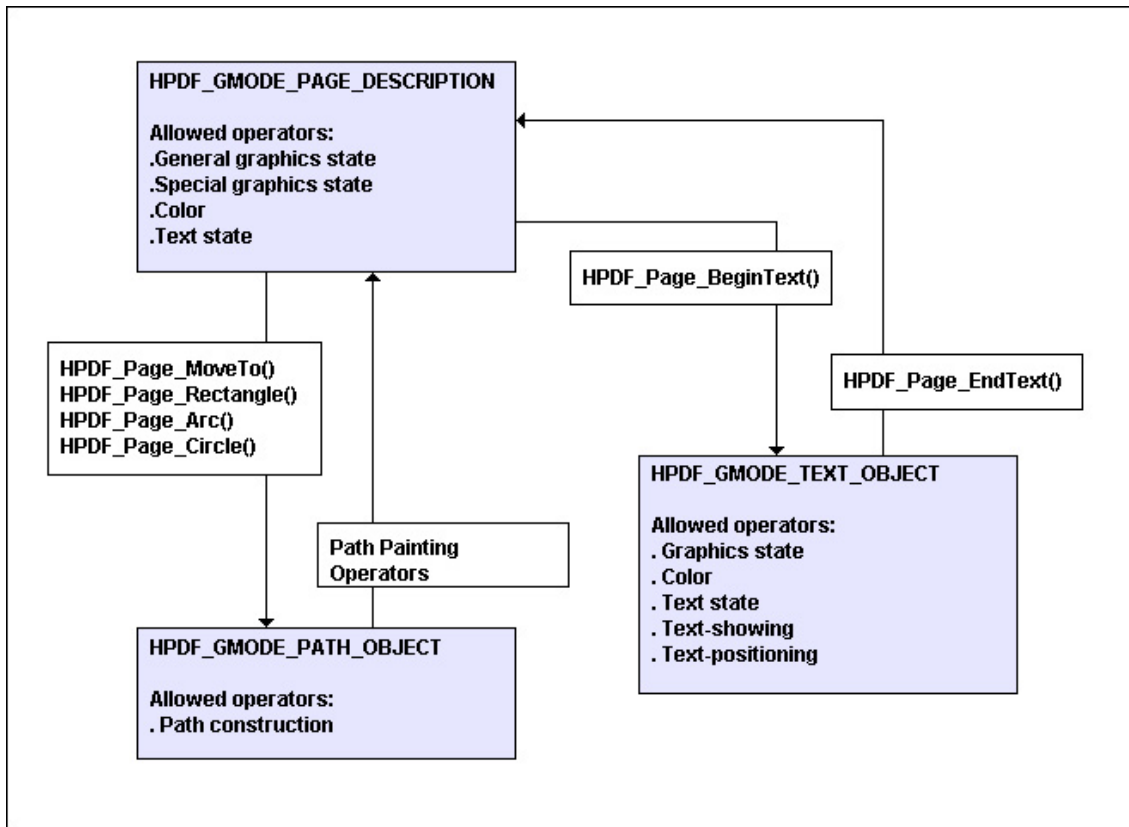 HPDF_GMODE_PAGE_DESCRIPTION
Allowed operators:
.General graphics state
.Special graphics state
.Color
.Text state
HPDF_Page_BeginText()
HPDF_Page_MoveTo()
HPDF_Page_Rectangle()
HPDF_Page_Arc()
HPDF_Page_Circle()
HPDF_Page_EndText()
Path Painting
Operators
HPDF_GMODE_TEXT_OBJECT
Allowed operators:
. Graphics state
. Color
. Text state
. Text-showing
. Text-positioning
HPDF_GMODE_PATH_OBJECT
Allowed operators:
. Path construction